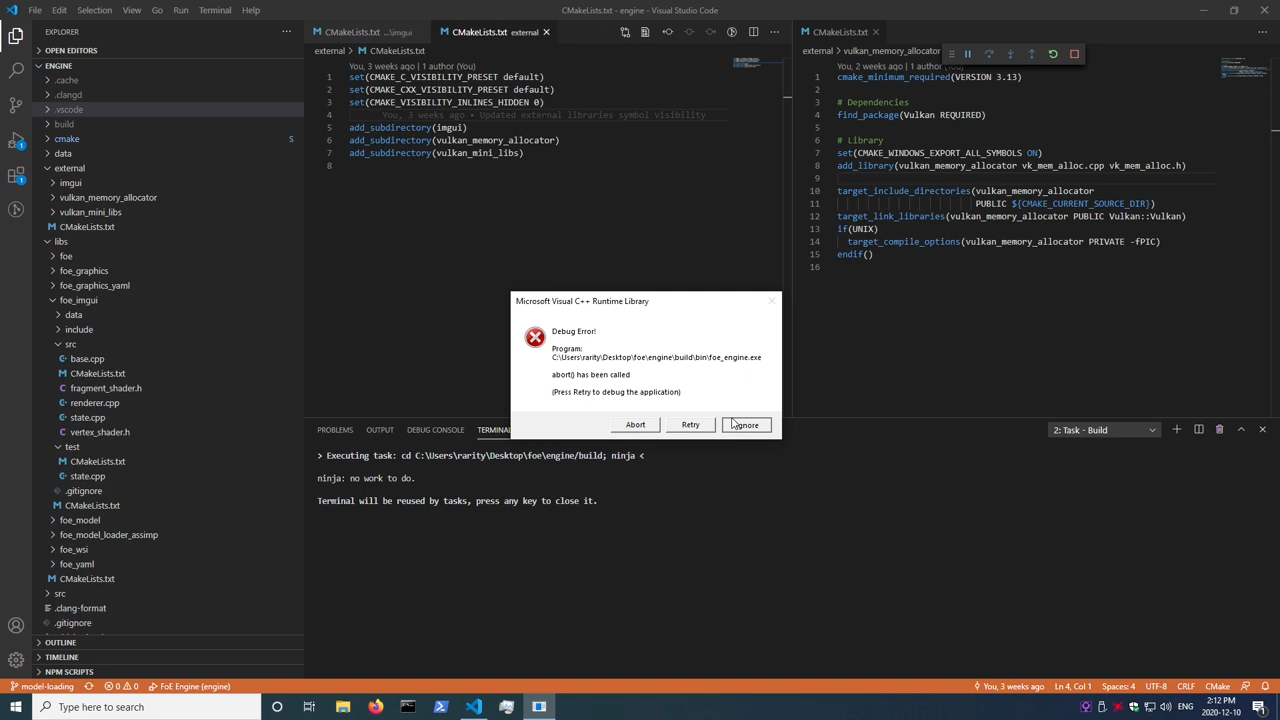 File Edit Selection View Go Run Terminal Help
CMakeLists.txt - engine - Visual Studio Code
EXPLORER
OPEN EDITORS
ENGINE
.cache
.clangd
.vscode
build
cmake S
data
external
imgui
vulkan_memory_allocator
vulkan_mini_libs
CMakeLists.txt
libs
foe
foe_graphics
foe_graphics_yaml
foe_imgui
data
include
src
base.cpp
CMakeLists.txt
fragment_shader.h
renderer.cpp
state.cpp
vertex_shader.h
test
CMakeLists.txt
state.cpp
.gitignore
CMakeLists.txt
foe_model
foe_model_loader_assimp
foe_wsi
foe_yaml
CMakeLists.txt
src
.clang-format
.gitignore
OUTLINE
TIMELINE
NPM SCRIPTS
CMakeLists.txt ...\imgui
CMakeLists.txt external
external > CMakeLists.txt
You, 3 weeks ago | 1 author (You)
1 set(CMAKE_C_VISIBILITY_PRESET default)
2 set(CMAKE_CXX_VISIBILITY_PRESET default)
3 set(CMAKE_VISIBILITY_INLINES_HIDDEN 0)
4 You, 3 weeks ago • Updated external libraries symbol visibility
5 add_subdirectory(imgui)
6 add_subdirectory(vulkan_memory_allocator)
7 add_subdirectory(vulkan_mini_libs)
8
CMakeLists.txt
external > vulkan_memory_allocator
You, 2 weeks ago | 1 author (You)
1 cmake_minimum_required(VERSION 3.13)
2
3 # Dependencies
4 find_package(Vulkan REQUIRED)
5
6 # Library
7 set(CMAKE_WINDOWS_EXPORT_ALL_SYMBOLS ON)
8 add_library(vulkan_memory_allocator vk_mem_alloc.cpp vk_mem_alloc.h)
9
10 target_include_directories(vulkan_memory_allocator
11 PUBLIC ${CMAKE_CURRENT_SOURCE_DIR})
12 target_link_libraries(vulkan_memory_allocator PUBLIC Vulkan::Vulkan)
13 if(UNIX)
14 target_compile_options(vulkan_memory_allocator PRIVATE -fPIC)
15 endif()
16
Microsoft Visual C++ Runtime Library
Debug Error!
Program:
C:\Users\rarity\Desktop\foe\engine\build\bin\foe_engine.exe
abort() has been called
(Press Retry to debug the application)
Abort Retry
PROBLEMS OUTPUT DEBUG CONSOLE TERMINAL
2: Task - Build
> Executing task: cd C:\Users\rarity\Desktop\foe\engine/build; ninja <
ninja: no work to do.
Terminal will be reused by tasks, press any key to close it.
model-loading 0 0 FoE Engine (engine)
You, 3 weeks ago Ln 4, Col 1 Spaces: 4 UTF-8 CRLF CMake
Type here to search
ENG
2:12 PM
2020-12-10